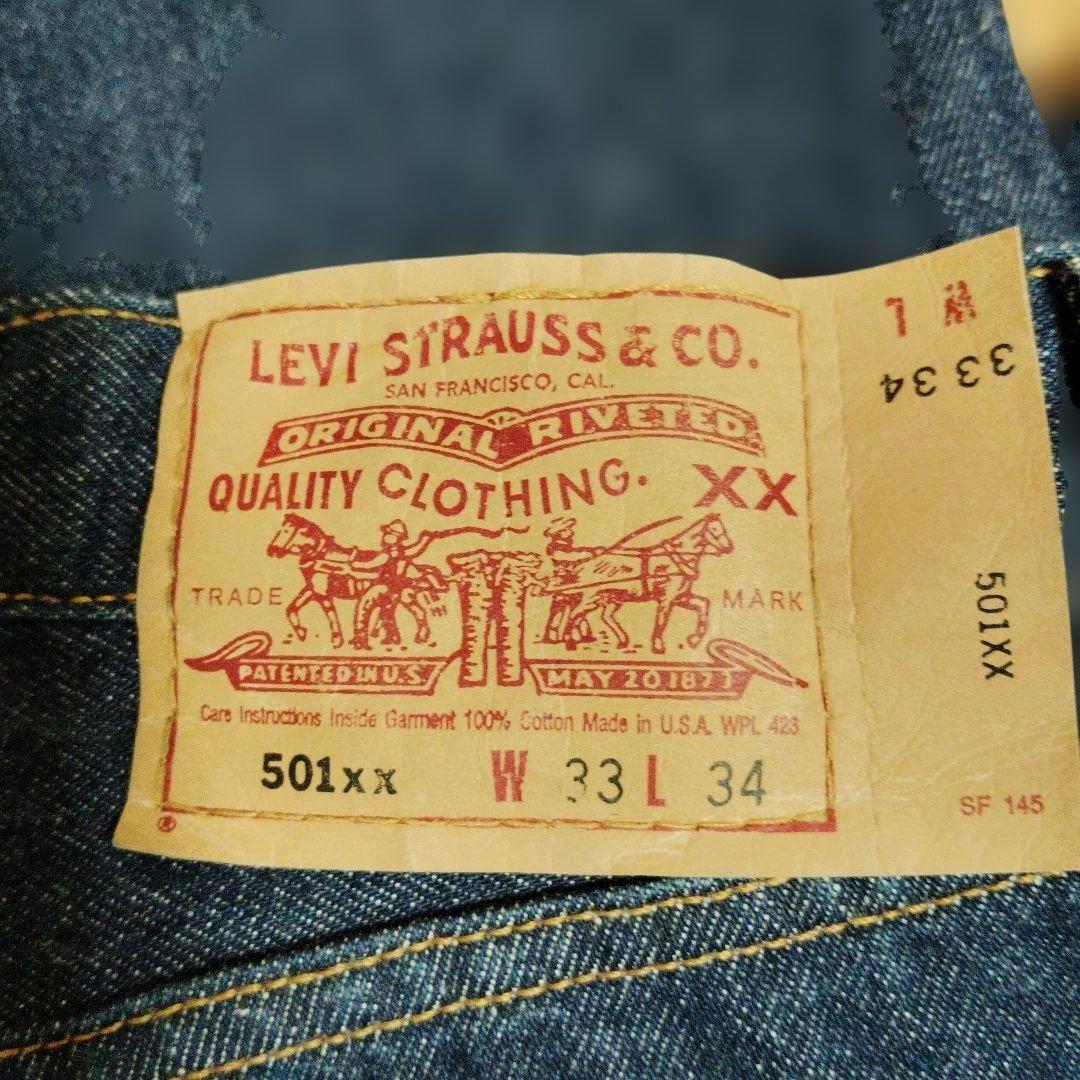 LEVI STRAUSS & CO.
SAN FRANCISCO, CAL.
ORIGINAL RIVETED
QUALITY CLOTHING. XX
TRADE MARK
PATENTED IN U.S. MAY 20 1873
Care Instructions Inside Garment 100% Cotton Made in U.S.A. WPL 423
501xx W 33 L 34
®
W L
33 34
501XX
SF 145